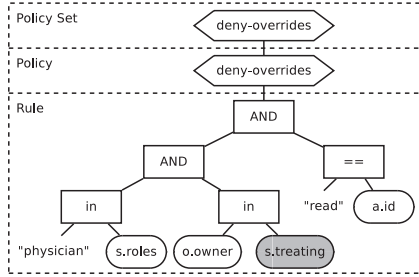 Policy Set
deny-overrides
Policy
deny-overrides
Rule
AND
AND
==
in
in
"read"
a.id
"physician"
s.roles
o.owner
s.treating